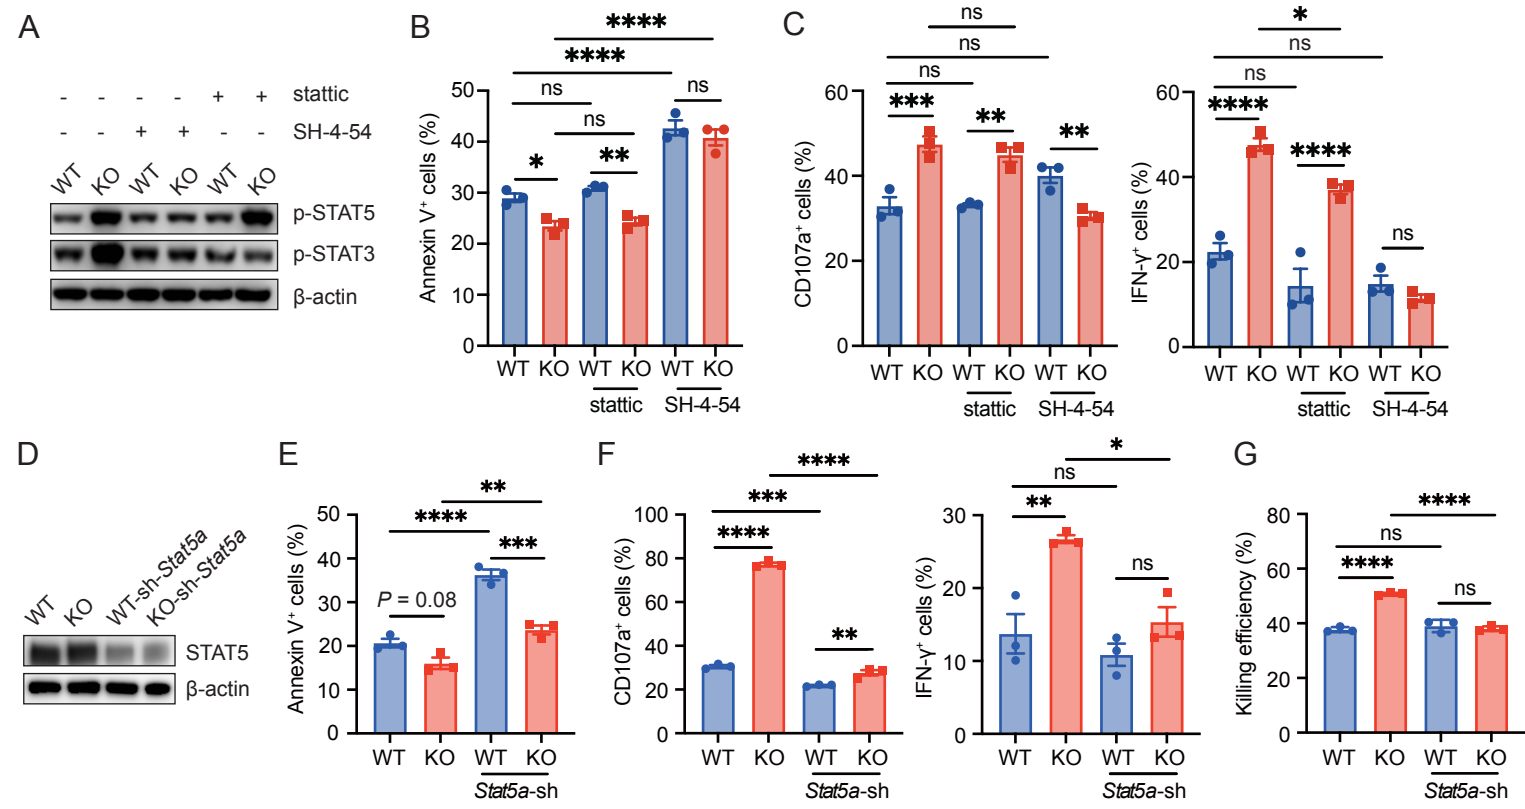 A
- - - - + + stattic
- - + + - - SH-4-54
WT KO WT KO WT KO
p-STAT5
p-STAT3
β-actin
B
Annexin V⁺ cells (%)
50
40
30
20
10
0
****
****
ns
ns
ns
*
**
WT KO WT KO WT KO
stattic SH-4-54
C
CD107a⁺ cells (%)
60
40
20
0
ns
ns
ns
***
**
**
WT KO WT KO WT KO
stattic SH-4-54
IFN-γ⁺ cells (%)
60
40
20
0
*
ns
ns
****
****
ns
WT KO WT KO WT KO
stattic SH-4-54
D
WT KO WT-sh-Stat5a KO-sh-Stat5a
STAT5
β-actin
E
Annexin V⁺ cells (%)
50
40
30
20
10
0
**
****
***
P = 0.08
WT KO WT KO
Stat5a-sh
F
CD107a⁺ cells (%)
100
80
60
40
20
0
****
***
****
**
WT KO WT KO
Stat5a-sh
IFN-γ⁺ cells (%)
30
20
10
0
*
ns
**
ns
WT KO WT KO
Stat5a-sh
G
Killing efficiency (%)
80
60
40
20
0
****
ns
****
ns
WT KO WT KO
Stat5a-sh